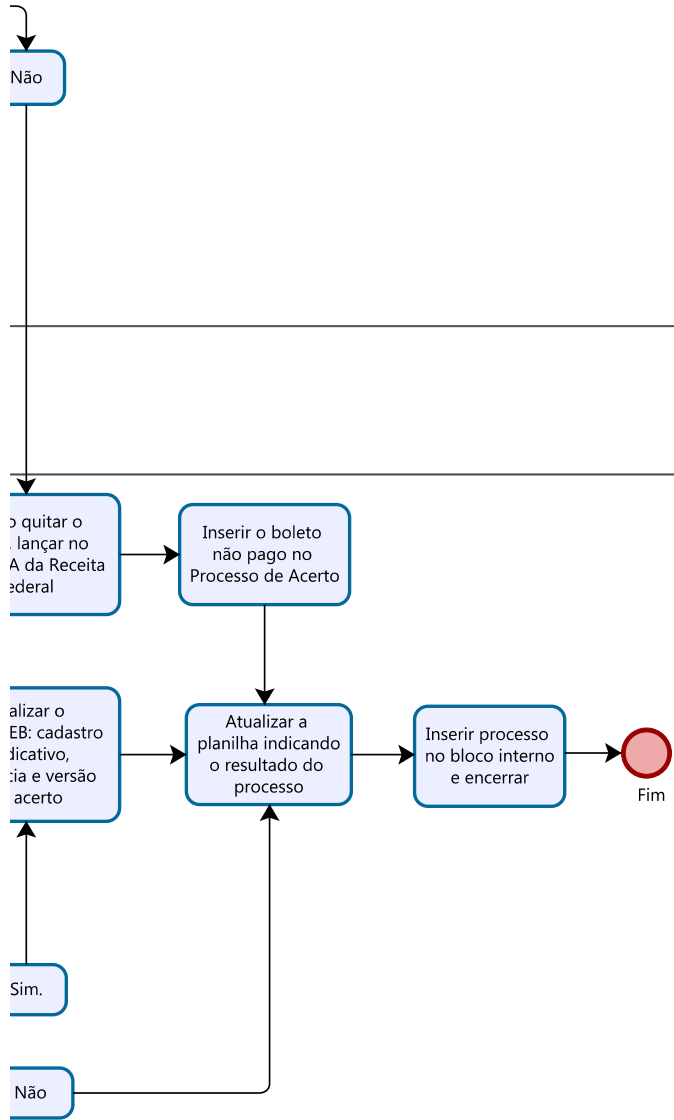 Não
o quitar o
lançar no
A da Receita
ederal
Inserir o boleto
não pago no
Processo de Acerto
alizar o
EB: cadastro
dicativo,
cia e versão
acerto
Atualizar a
planilha indicando
o resultado do
processo
Inserir processo
no bloco interno
e encerrar
Fim
Sim.
Não